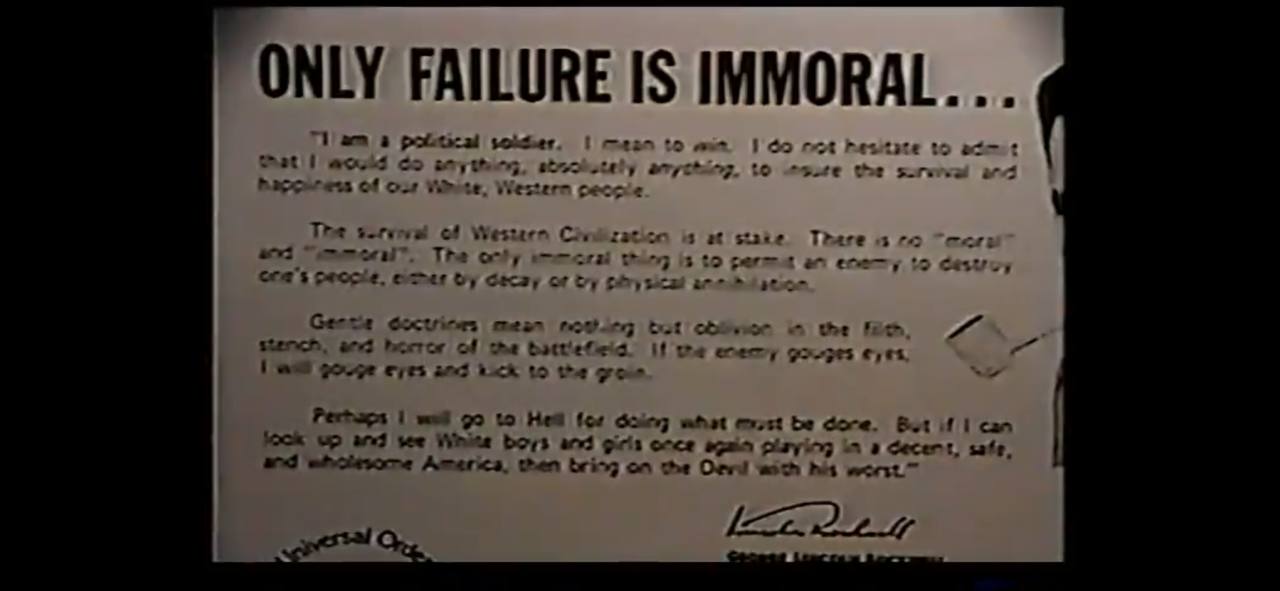 ONLY FAILURE IS IMMORAL...
"I am a political soldier. I mean to win. I do not hesitate to admit
that I would do anything, absolutely anything, to insure the survival and
happiness of our White, Western people.
The survival of Western Civilization is at stake. There is no "moral"
and "immoral". The only immoral thing is to permit an enemy to destroy
one's people, either by decay or by physical annihilation.
Gentle doctrines mean nothing but oblivion in the filth,
stench, and horror of the battlefield. If the enemy gouges eyes,
I will gouge eyes and kick to the groin.
Perhaps I will go to Hell for doing what must be done. But if I can
look up and see White boys and girls once again playing in a decent, safe,
and wholesome America, then bring on the Devil with his worst."
Lincoln Rockwell
GEORGE LINCOLN ROCKWELL
Universal Order